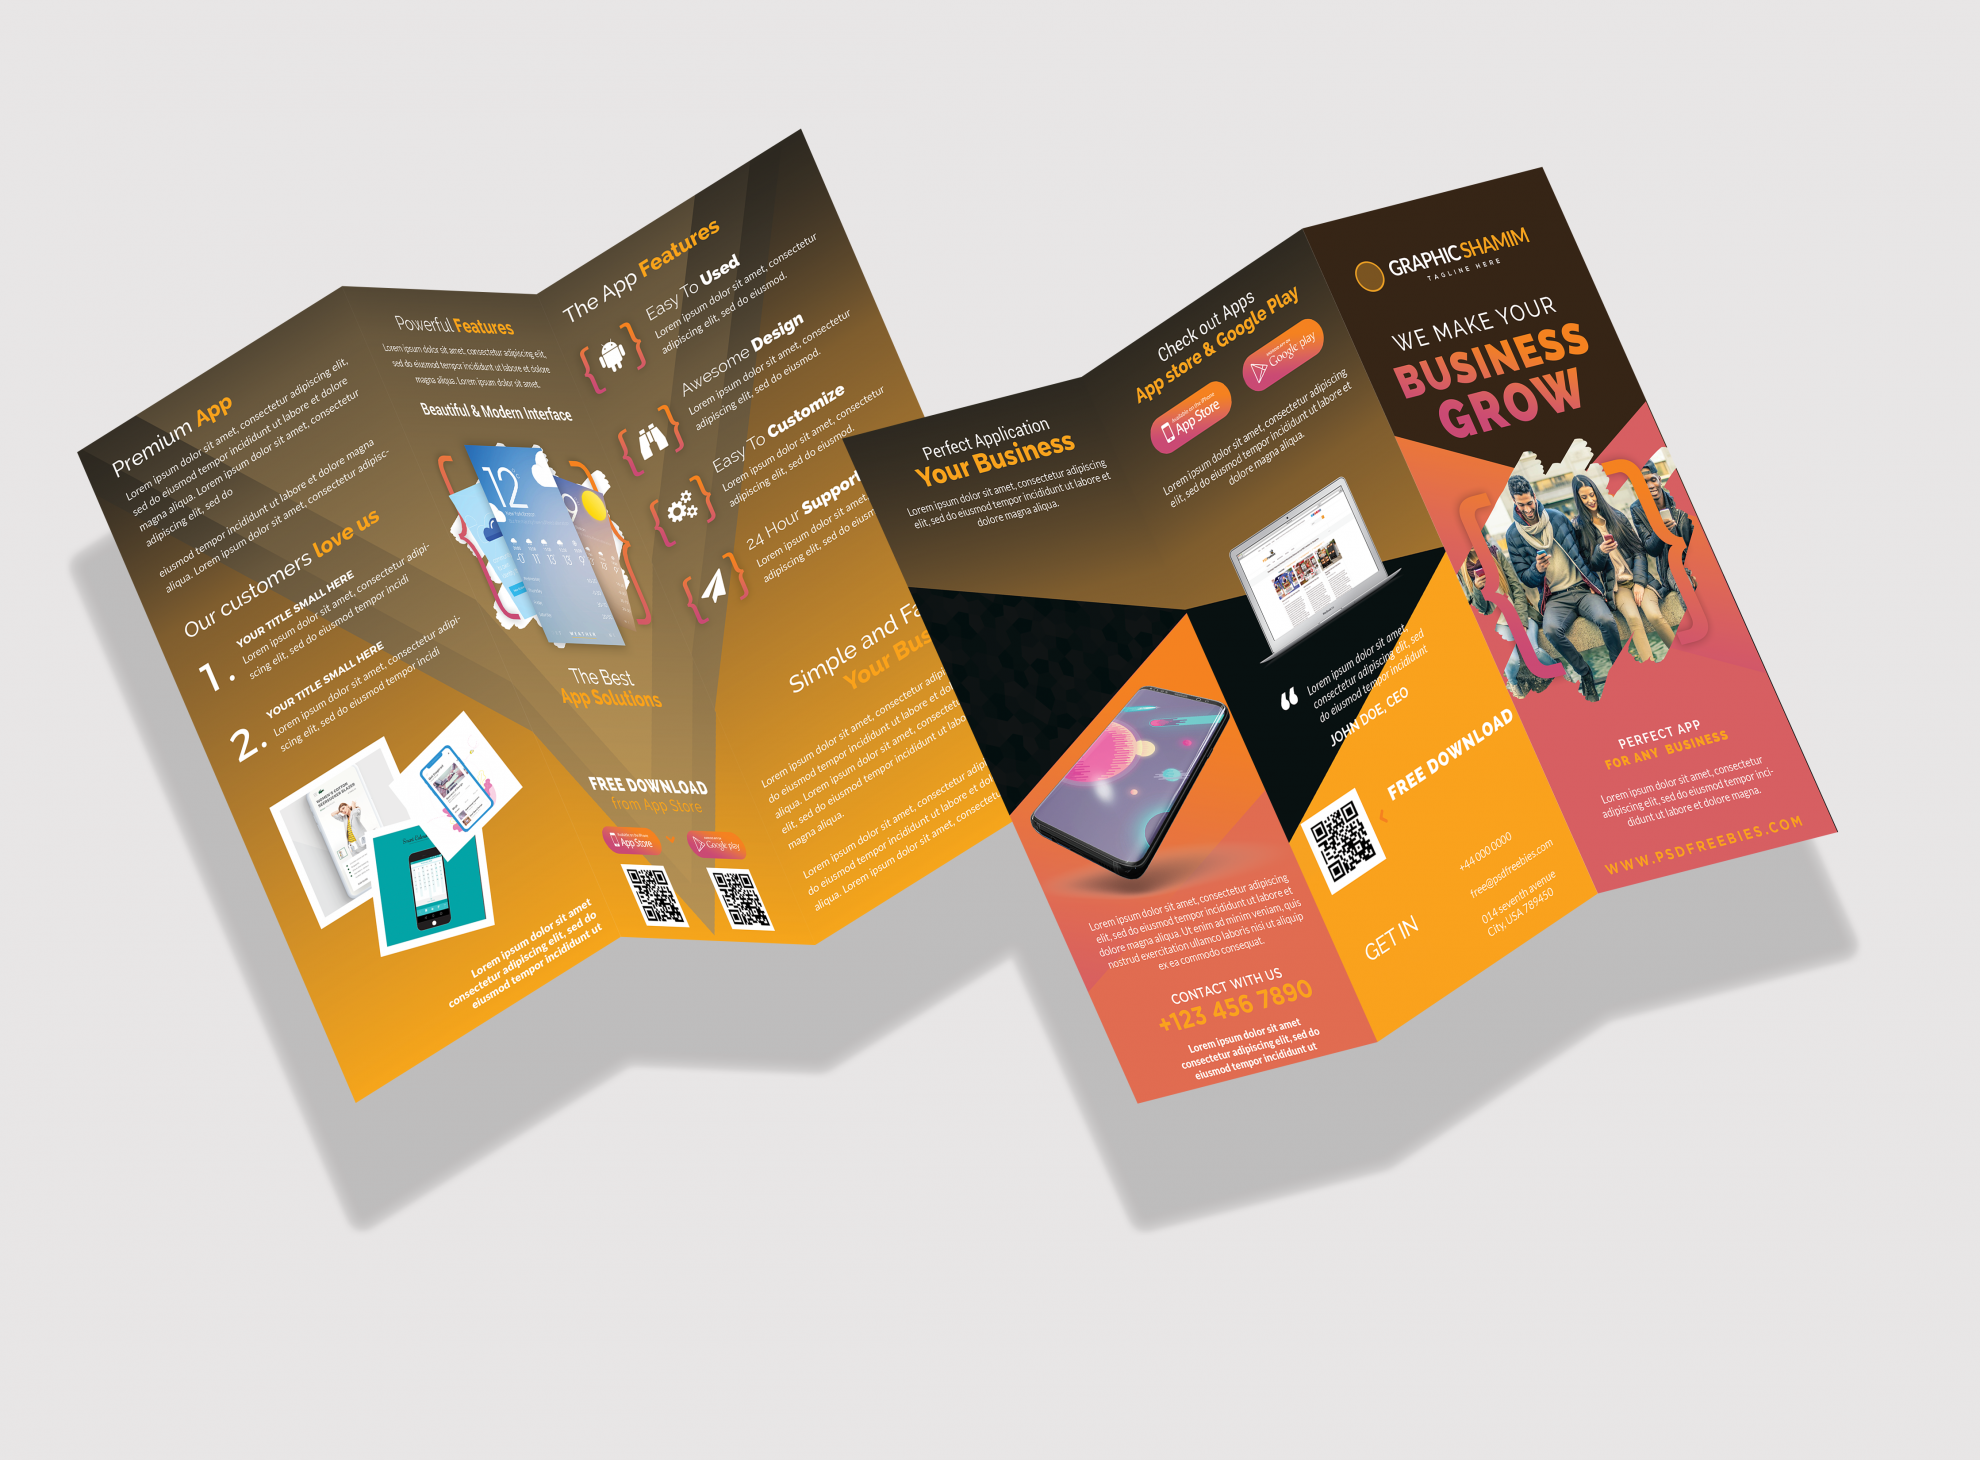 Premium App
Lorem ipsum dolor sit amet, consectetur adipiscing elit,
sed do eiusmod tempor incididunt ut labore et dolore
magna aliqua. Lorem ipsum dolor sit amet, consectetur
adipiscing elit, sed do
eiusmod tempor incididunt ut labore et dolore magna
aliqua. Lorem ipsum dolor sit amet, consectetur adipisc-
Our customers love us
1.
YOUR TITLE SMALL HERE
Lorem ipsum dolor sit amet, consectetur adipi-
scing elit, sed do eiusmod tempor incidi
2.
YOUR TITLE SMALL HERE
Lorem ipsum dolor sit amet, consectetur adipi-
scing elit, sed do eiusmod tempor incidi
Lorem ipsum dolor sit amet
consectetur adipiscing elit, sed do
eiusmod tempor incididunt ut
Powerful Features
Lorem ipsum dolor sit amet, consectetur adipiscing elit,
sed do eiusmod tempor incididunt ut labore et dolore
magna aliqua. Lorem ipsum dolor sit amet,
Beautiful & Modern Interface
12
WEATHER
The Best
App Solutions
FREE DOWNLOAD
from App Store
App Store
Google play
The App Features
Easy To Used
Lorem ipsum dolor sit amet, consectetur
adipiscing elit, sed do eiusmod.
Awesome Design
Lorem ipsum dolor sit amet, consectetur
adipiscing elit, sed do eiusmod.
Easy To Customize
Lorem ipsum dolor sit amet, consectetur
adipiscing elit, sed do eiusmod.
24 Hour Support
Lorem ipsum dolor sit amet
adipiscing elit, sed do eiusm
Simple and Fa
Your Bus
Lorem ipsum dolor sit amet, consectetur adipi
do eiusmod tempor incididunt ut labore et do
aliqua. Lorem ipsum dolor sit amet, consectetu
elit, sed do eiusmod tempor incididunt ut lab
magna aliqua.
Lorem ipsum dolor sit amet, consectetur adip
do eiusmod tempor incididunt ut labore et do
aliqua. Lorem ipsum dolor sit amet, consectetu
Perfect Application
Your Business
Lorem ipsum dolor sit amet, consectetur adipiscing
elit, sed do eiusmod tempor incididunt ut labore et
dolore magna aliqua.
Lorem ipsum dolor sit amet, consectetur adipiscing
elit, sed do eiusmod tempor incididunt ut labore et
dolore magna aliqua. Ut enim ad minim veniam, quis
nostrud exercitation ullamco laboris nisi ut aliquip
ex ea commodo consequat.
CONTACT WITH US
+123 456 7890
Lorem ipsum dolor sit amet
consectetur adipiscing elit, sed do
eiusmod tempor incididunt ut
Check out Apps
App store & Google Play
Available on the iPhone
App Store
Google play
Lorem ipsum dolor sit amet, consectetur adipiscing
elit, sed do eiusmod tempor incididunt ut labore et
dolore magna aliqua.
“
Lorem ipsum dolor sit amet,
consectetur adipiscing elit, sed
do eiusmod tempor incididunt
JOHN DOE, CEO
FREE DOWNLOAD
GET IN
+44 000 0000
free@psdfreebies.com
014 seventh avenue
City, USA 789450
GRAPHIC SHAMIM
TAGLINE HERE
WE MAKE YOUR
BUSINESS
GROW
PERFECT APP
FOR ANY BUSINESS
Lorem ipsum dolor sit amet, consectetur
adipiscing elit, sed do eiusmod tempor inci-
didunt ut labore et dolore magna.
WWW.PSDFREEBIES.COM